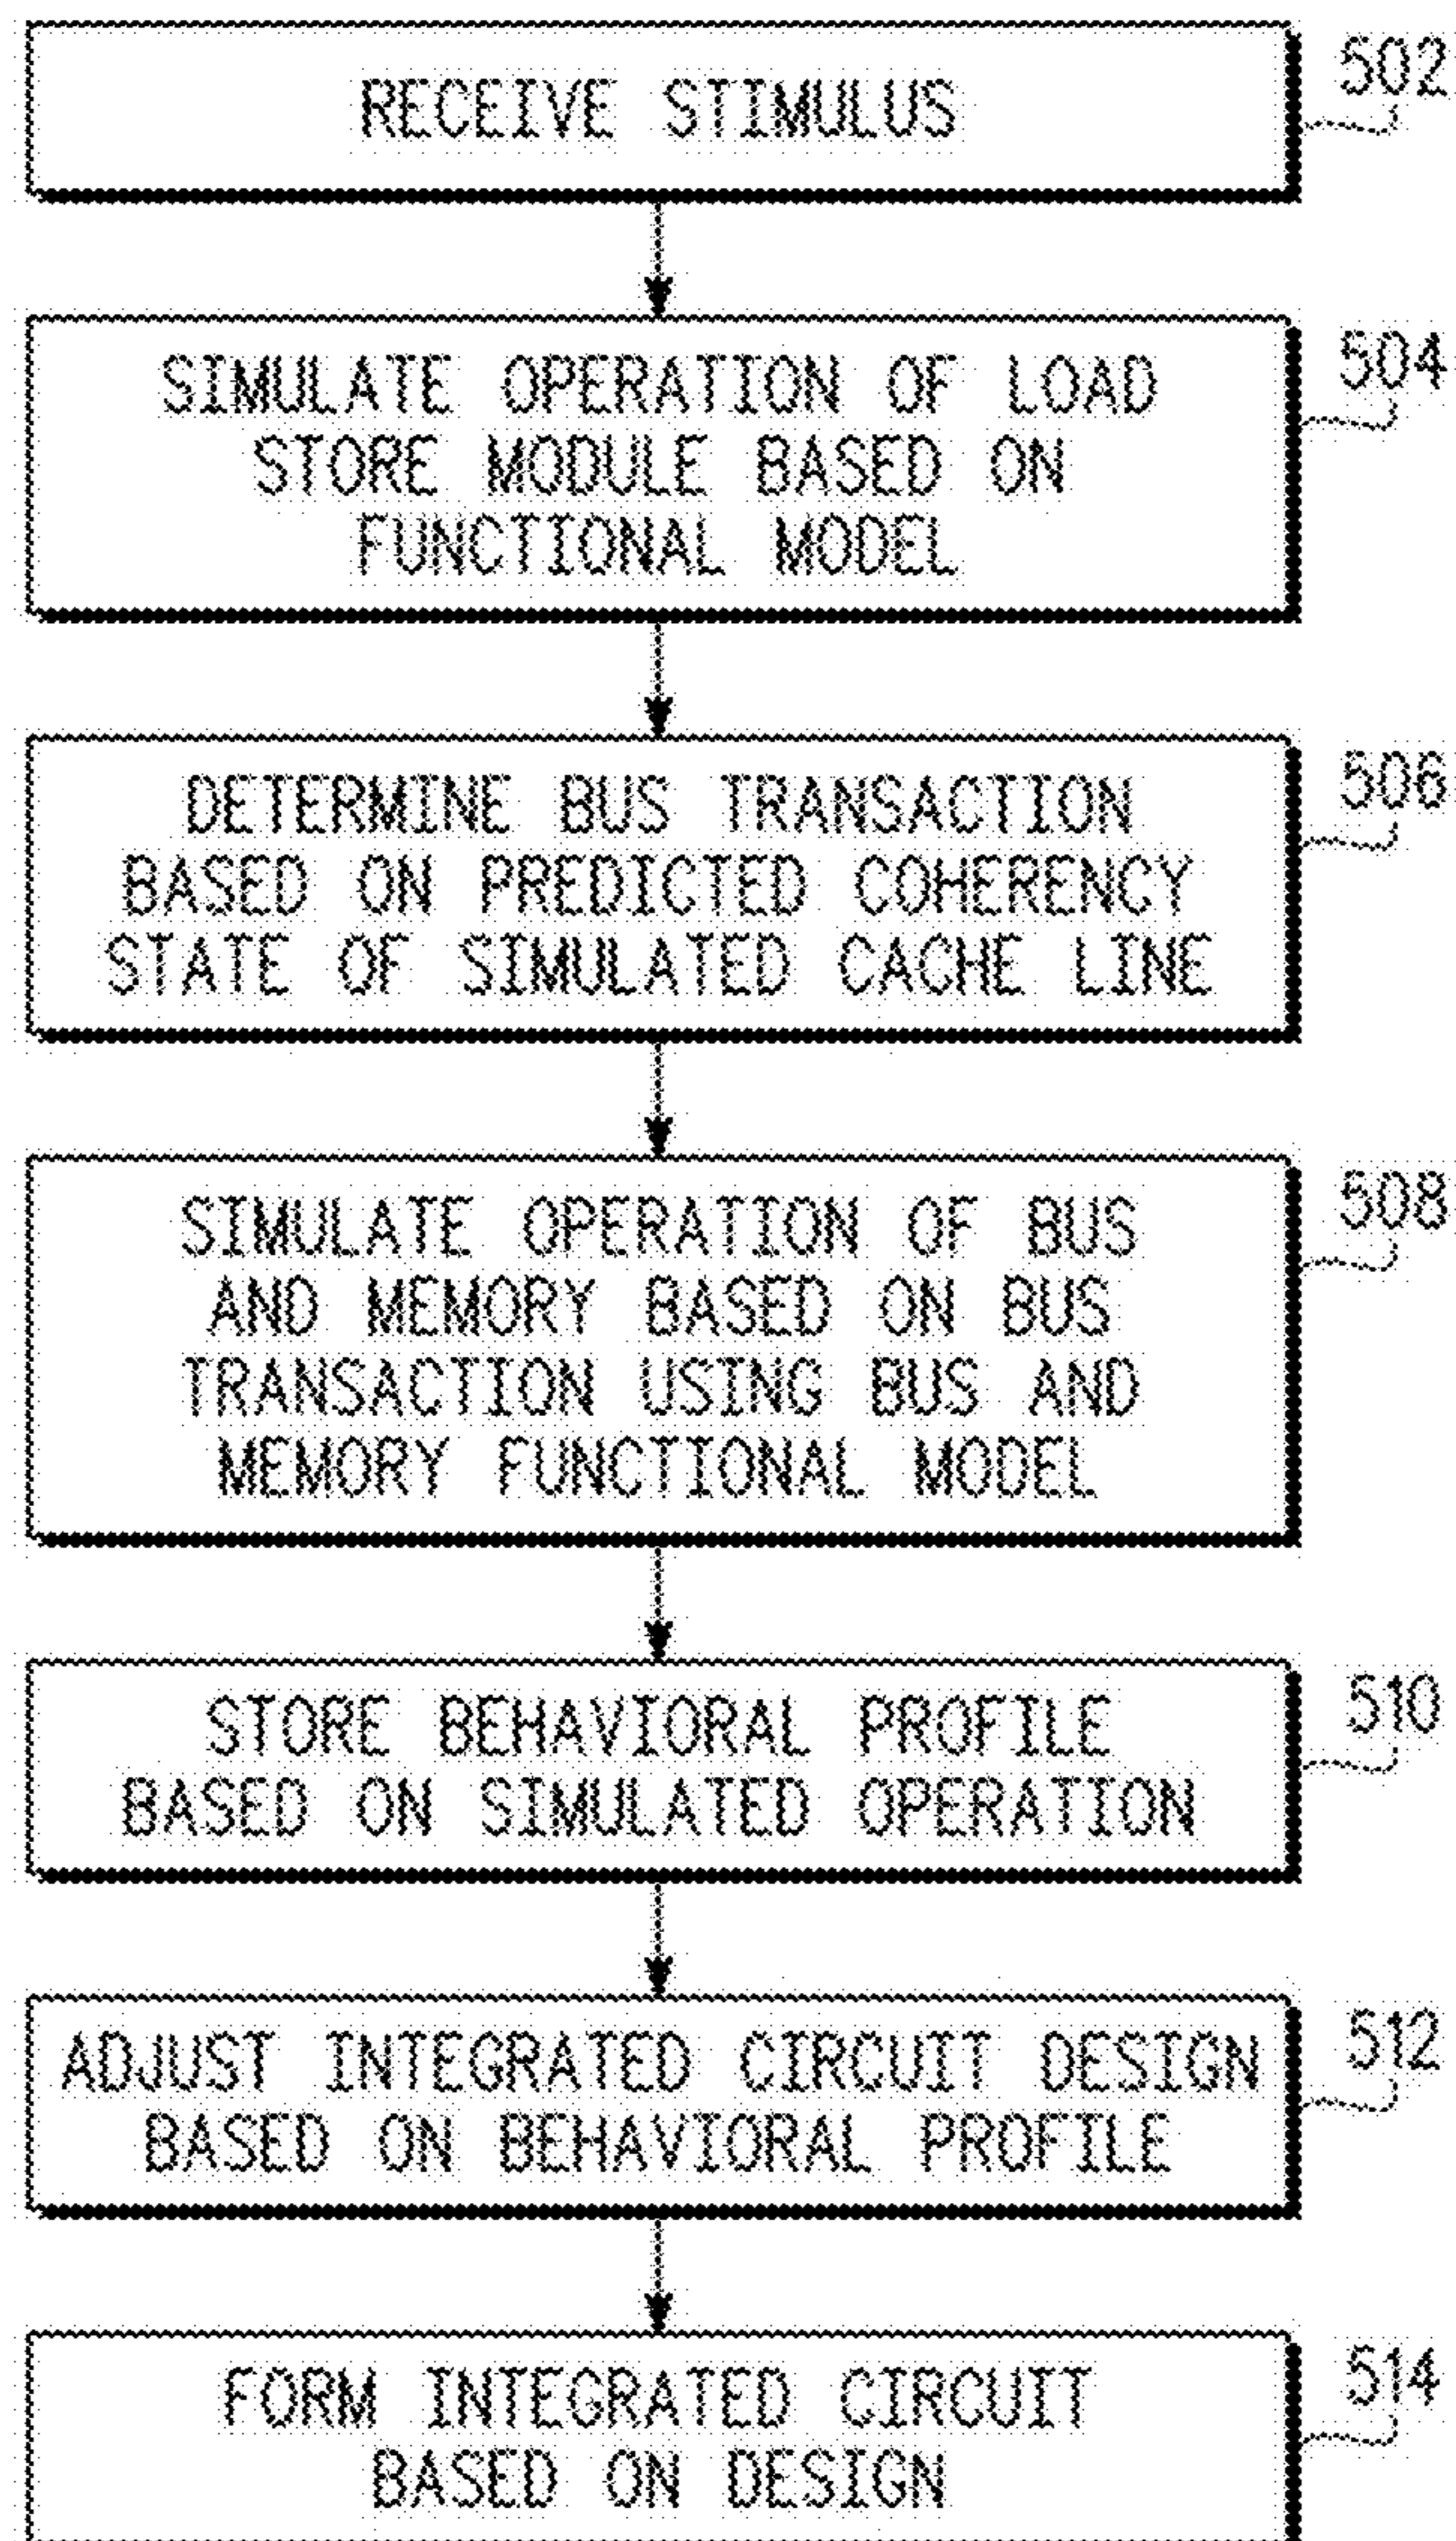 RECEIVE STIMULUS
502
SIMULATE OPERATION OF LOAD
STORE MODULE BASED ON
FUNCTIONAL MODEL
504
DETERMINE BUS TRANSACTION
BASED ON PREDICTED COHERENCY
STATE OF SIMULATED CACHE LINE
506
SIMULATE OPERATION OF BUS
AND MEMORY BASED ON BUS
TRANSACTION USING BUS AND
MEMORY FUNCTIONAL MODEL
508
STORE BEHAVIORAL PROFILE
BASED ON SIMULATED OPERATION
510
ADJUST INTEGRATED CIRCUIT DESIGN
BASED ON BEHAVIORAL PROFILE
512
FORM INTEGRATED CIRCUIT
BASED ON DESIGN
514